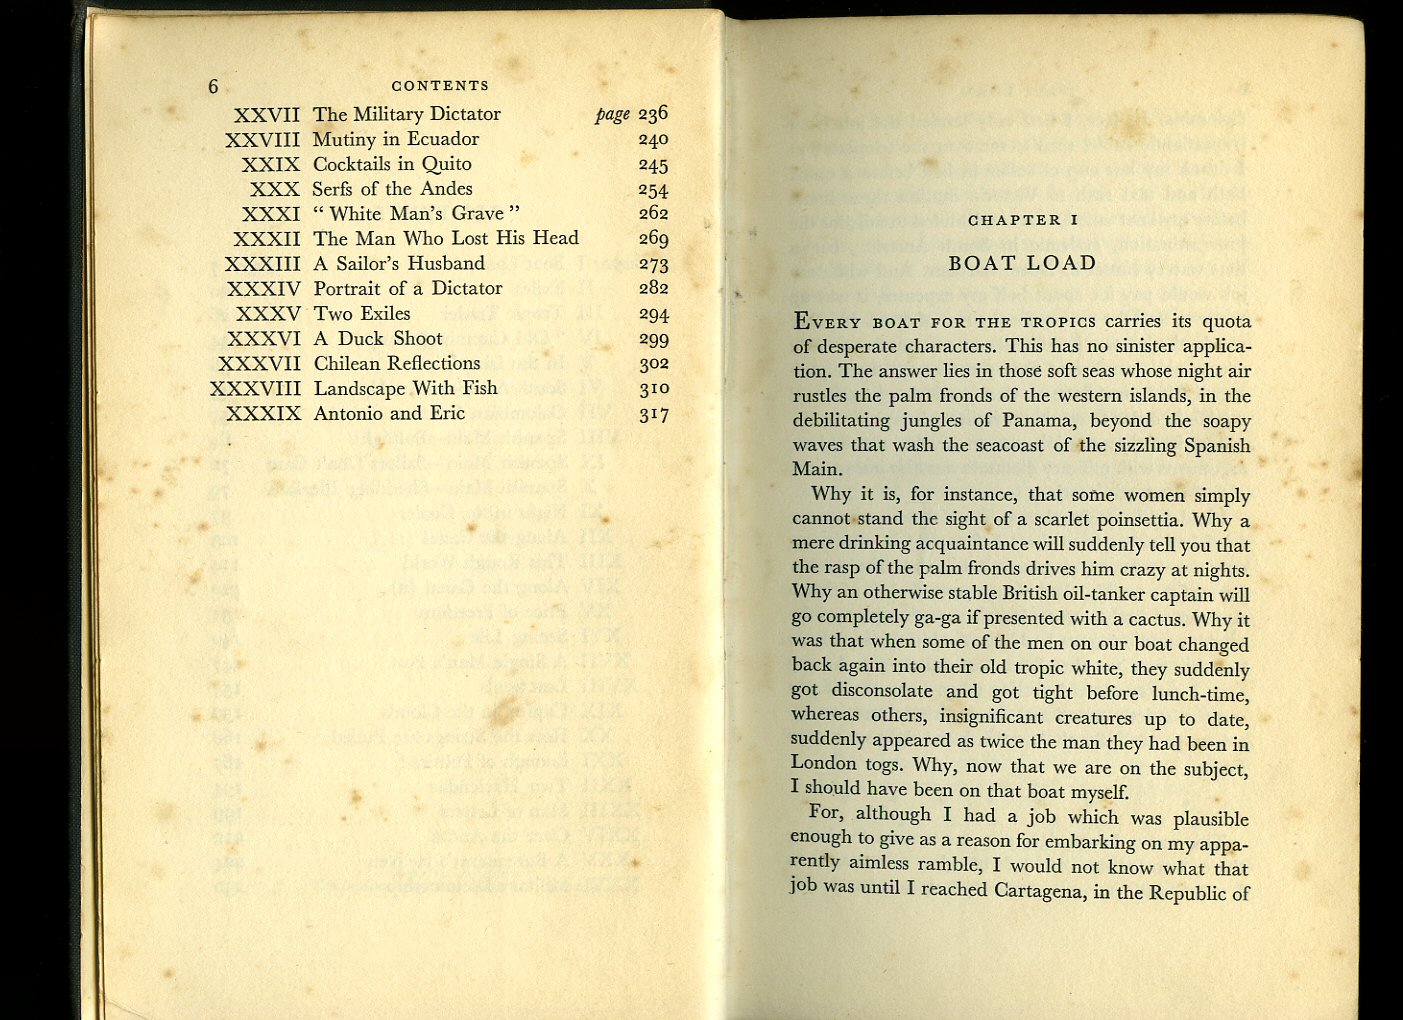 6 CONTENTS
XXVII The Military Dictator page 236
XXVIII Mutiny in Ecuador 240
XXIX Cocktails in Quito 245
XXX Serfs of the Andes 254
XXXI “ White Man’s Grave ” 262
XXXII The Man Who Lost His Head 269
XXXIII A Sailor’s Husband 273
XXXIV Portrait of a Dictator 282
XXXV Two Exiles 294
XXXVI A Duck Shoot 299
XXXVII Chilean Reflections 302
XXXVIII Landscape With Fish 310
XXXIX Antonio and Eric 317
CHAPTER I
BOAT LOAD
EVERY BOAT FOR THE TROPICS carries its quota
of desperate characters. This has no sinister applica-
tion. The answer lies in those soft seas whose night air
rustles the palm fronds of the western islands, in the
debilitating jungles of Panama, beyond the soapy
waves that wash the seacoast of the sizzling Spanish
Main.
Why it is, for instance, that some women simply
cannot stand the sight of a scarlet poinsettia. Why a
mere drinking acquaintance will suddenly tell you that
the rasp of the palm fronds drives him crazy at nights.
Why an otherwise stable British oil-tanker captain will
go completely ga-ga if presented with a cactus. Why it
was that when some of the men on our boat changed
back again into their old tropic white, they suddenly
got disconsolate and got tight before lunch-time,
whereas others, insignificant creatures up to date,
suddenly appeared as twice the man they had been in
London togs. Why, now that we are on the subject,
I should have been on that boat myself.
For, although I had a job which was plausible
enough to give as a reason for embarking on my appa-
rently aimless ramble, I would not know what that
job was until I reached Cartagena, in the Republic of